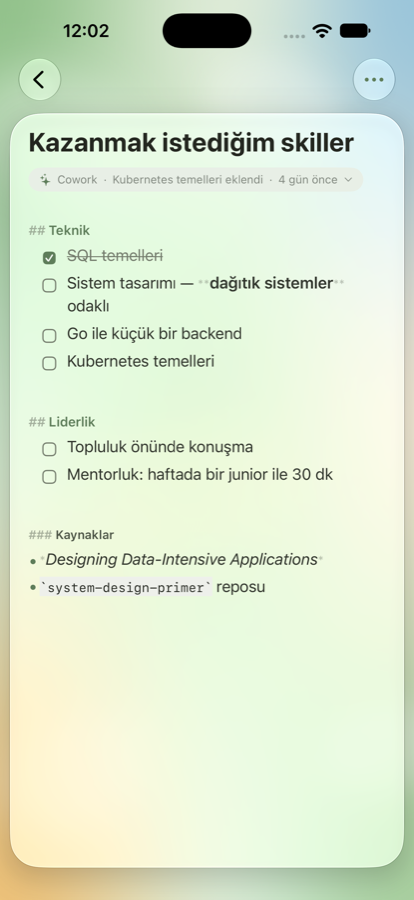 12:02
Kazanmak istediğim skiller
Cowork · Kubernetes temelleri eklendi · 4 gün önce
## Teknik
SQL temelleri
Sistem tasarımı — **dağıtık sistemler**
odaklı
Go ile küçük bir backend
Kubernetes temelleri
## Liderlik
Topluluk önünde konuşma
Mentorluk: haftada bir junior ile 30 dk
### Kaynaklar
• *Designing Data-Intensive Applications*
• `system-design-primer` reposu